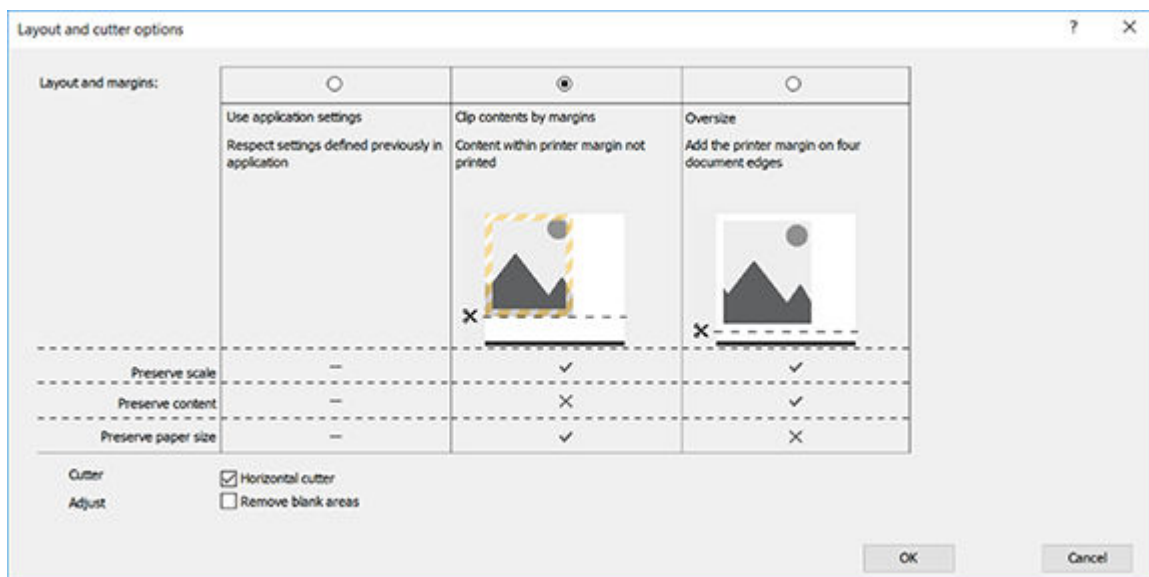 Layout and cutter options
?
Layout and margins:
Use application settings
Respect settings defined previously in
application
Clip contents by margins
Content within printer margin not
printed
Oversize
Add the printer margin on four
document edges
Preserve scale
Preserve content
Preserve paper size
Cutter
Horizontal cutter
Adjust
Remove blank areas
OK
Cancel